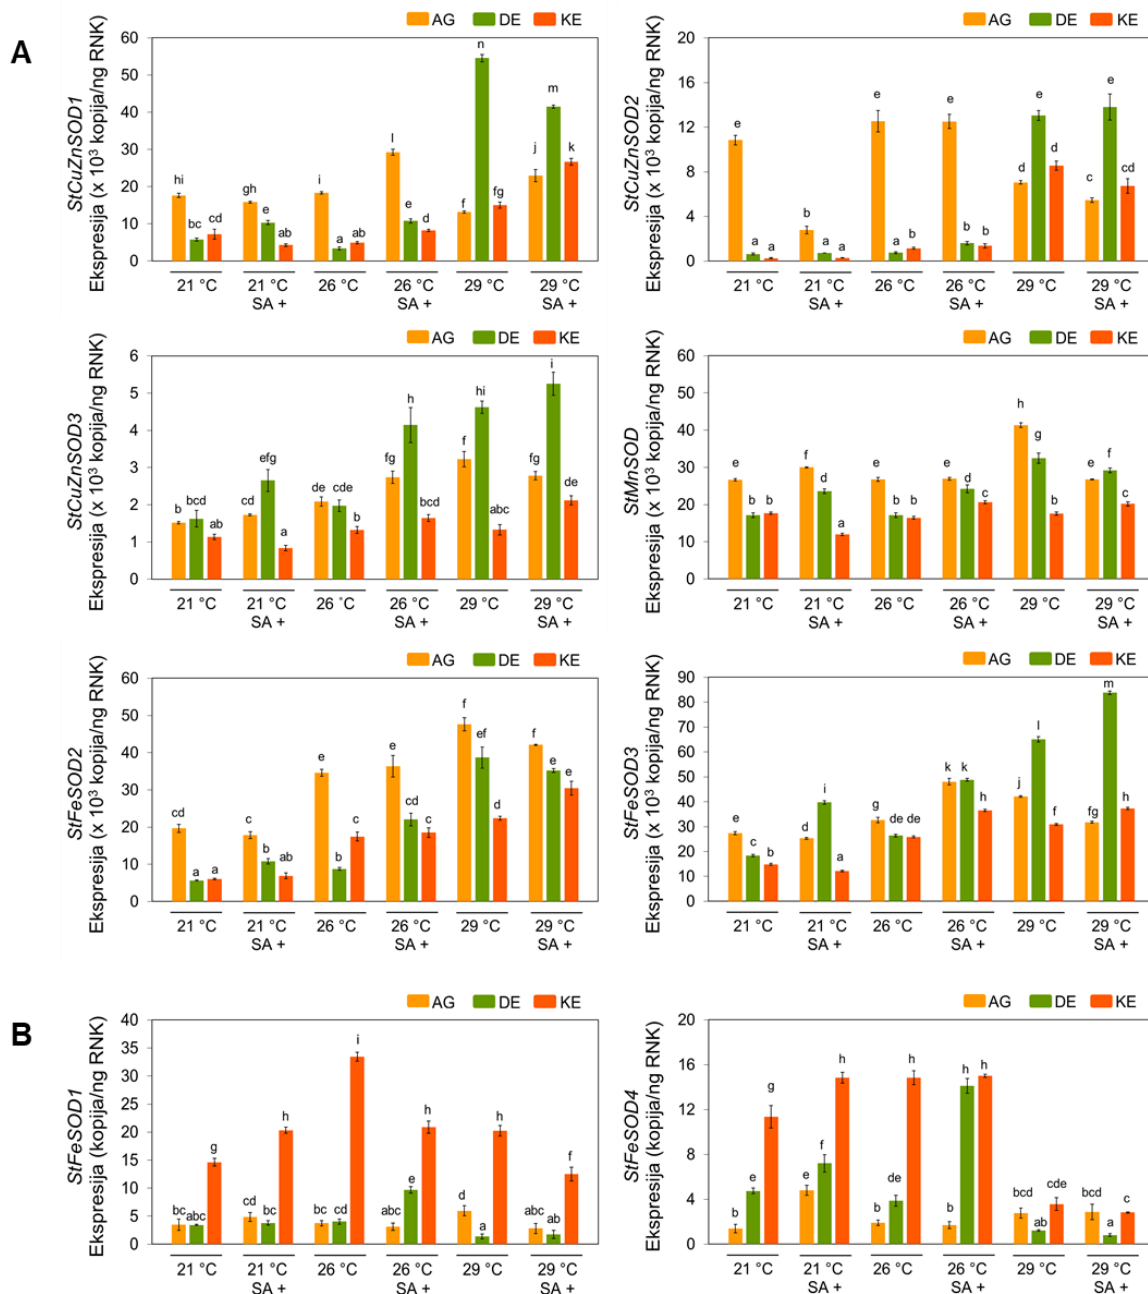 A
AG DE KE
StCuZnSOD1
Ekspresija (x 10³ kopija/ng RNK)
60
50
40
30
20
10
0
hi bc cd gh e ab i a ab l e d f n fg j m k
21 °C 21 °C 26 °C 26 °C 29 °C 29 °C
SA + SA + SA +
AG DE KE
StCuZnSOD2
Ekspresija (x 10³ kopija/ng RNK)
20
16
12
8
4
0
e a a b a a e a b e b b d e d c e cd
21 °C 21 °C 26 °C 26 °C 29 °C 29 °C
SA + SA + SA +
AG DE KE
StCuZnSOD3
Ekspresija (x 10³ kopija/ng RNK)
6
5
4
3
2
1
0
b bcd ab cd efg a de cde b fg h bcd f hi abc fg i de
21 °C 21 °C 26 °C 26 °C 29 °C 29 °C
SA + SA + SA +
AG DE KE
StMnSOD
Ekspresija (x 10³ kopija/ng RNK)
60
50
40
30
20
10
0
e b b f d a e b b e d c h g b e f c
21 °C 21 °C 26 °C 26 °C 29 °C 29 °C
SA + SA + SA +
AG DE KE
StFeSOD2
Ekspresija (x 10³ kopija/ng RNK)
60
50
40
30
20
10
0
cd a a c b ab e b c e cd c f ef d f e e
21 °C 21 °C 26 °C 26 °C 29 °C 29 °C
SA + SA + SA +
AG DE KE
StFeSOD3
Ekspresija (x 10³ kopija/ng RNK)
90
80
70
60
50
40
30
20
10
0
e c b d i a g de de k k h j l f fg m h
21 °C 21 °C 26 °C 26 °C 29 °C 29 °C
SA + SA + SA +
B
AG DE KE
StFeSOD1
Ekspresija (kopija/ng RNK)
40
35
30
25
20
15
10
5
0
bc abc g cd bc h bc cd i abc e h d a h abc ab f
21 °C 21 °C 26 °C 26 °C 29 °C 29 °C
SA + SA + SA +
AG DE KE
StFeSOD4
Ekspresija (kopija/ng RNK)
20
16
12
8
4
0
b e g e f h b de h b h h bcd ab cde bcd a c
21 °C 21 °C 26 °C 26 °C 29 °C 29 °C
SA + SA + SA +